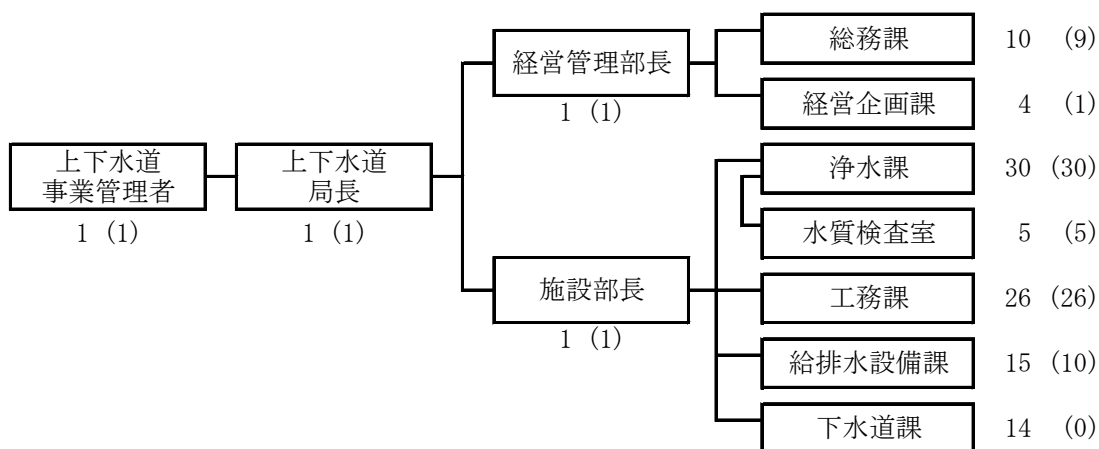 総務課 10 (9)
経営管理部長
1 (1)
経営企画課 4 (1)
上下水道
事業管理者
1 (1)
上下水道
局長
1 (1)
浄水課 30 (30)
水質検査室 5 (5)
施設部長
1 (1)
工務課 26 (26)
給排水設備課 15 (10)
下水道課 14 (0)